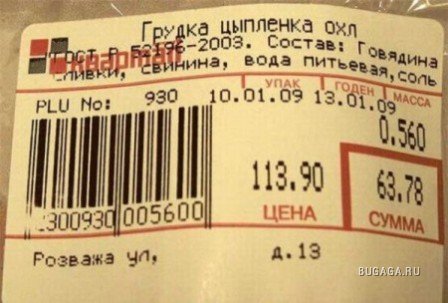 Грудка цыпленка охл
ГОСТ Р 52196-2003. Состав: Говядина
сливки, свинина, вода питьевая, соль
Квартал
УПАК ГОДЕН МАССА
PLU No: 930 10.01.09 13.01.09
0.560
113.90 63.78
ЦЕНА СУММА
300930 005600
Розважа ул, д.13
BUGAGA.RU